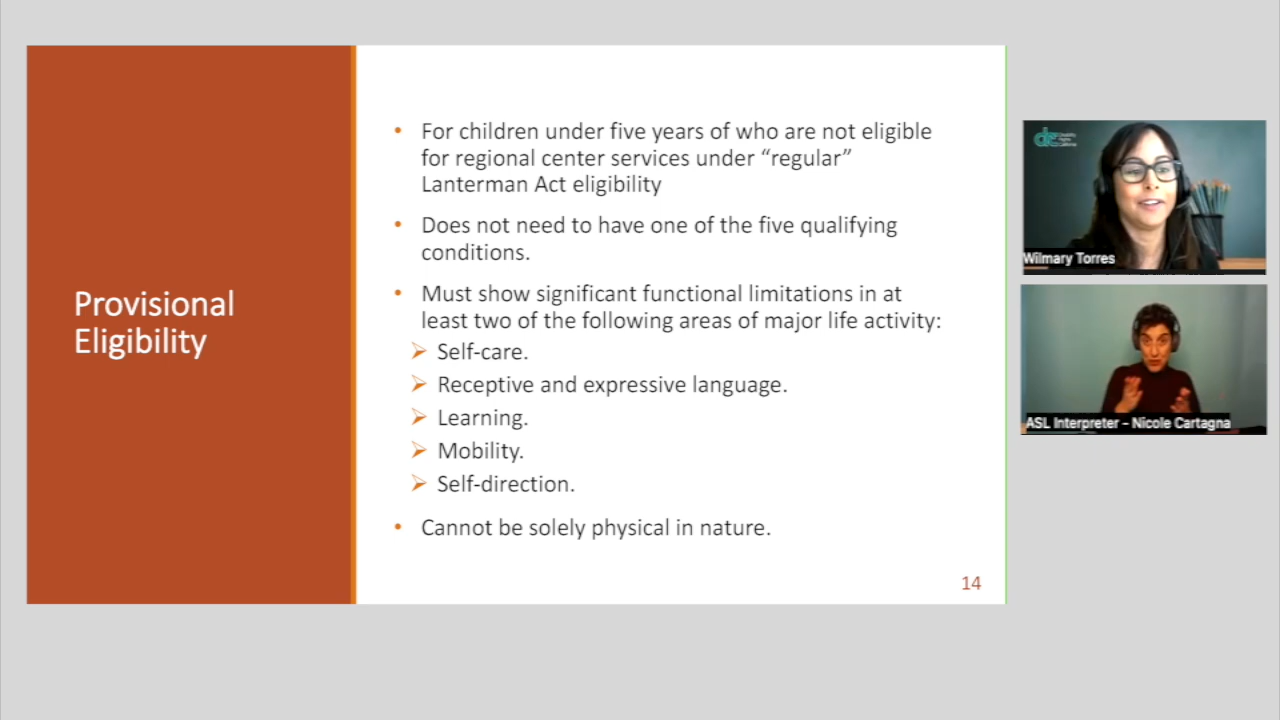 Provisional
Eligibility
• For children under five years of who are not eligible
for regional center services under “regular”
Lanterman Act eligibility
• Does not need to have one of the five qualifying
conditions.
• Must show significant functional limitations in at
least two of the following areas of major life activity:
➢ Self-care.
➢ Receptive and expressive language.
➢ Learning.
➢ Mobility.
➢ Self-direction.
• Cannot be solely physical in nature.
14
Wilmary Torres
ASL Interpreter – Nicole Cartagna